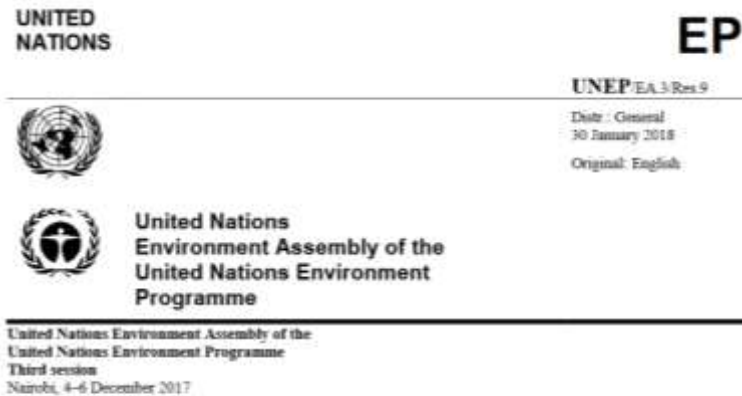 UNITED
NATIONS
EP
UNEP/EA.3/Res.9
Distr.: General
30 January 2018
Original: English
United Nations
Environment Assembly of the
United Nations Environment
Programme
United Nations Environment Assembly of the
United Nations Environment Programme
Third session
Nairobi, 4–6 December 2017